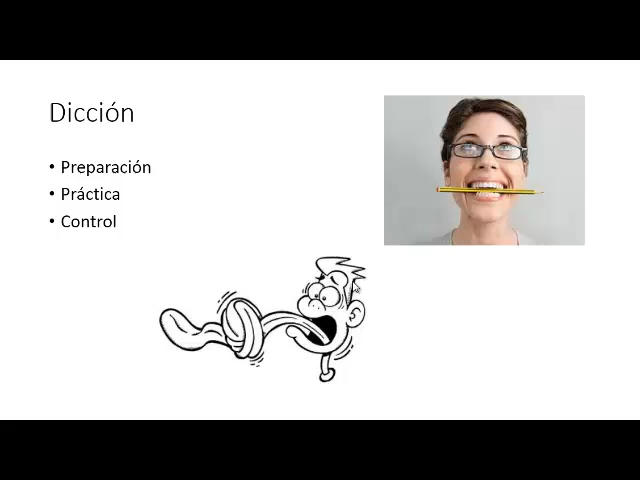 Dicción
• Preparación
• Práctica
• Control